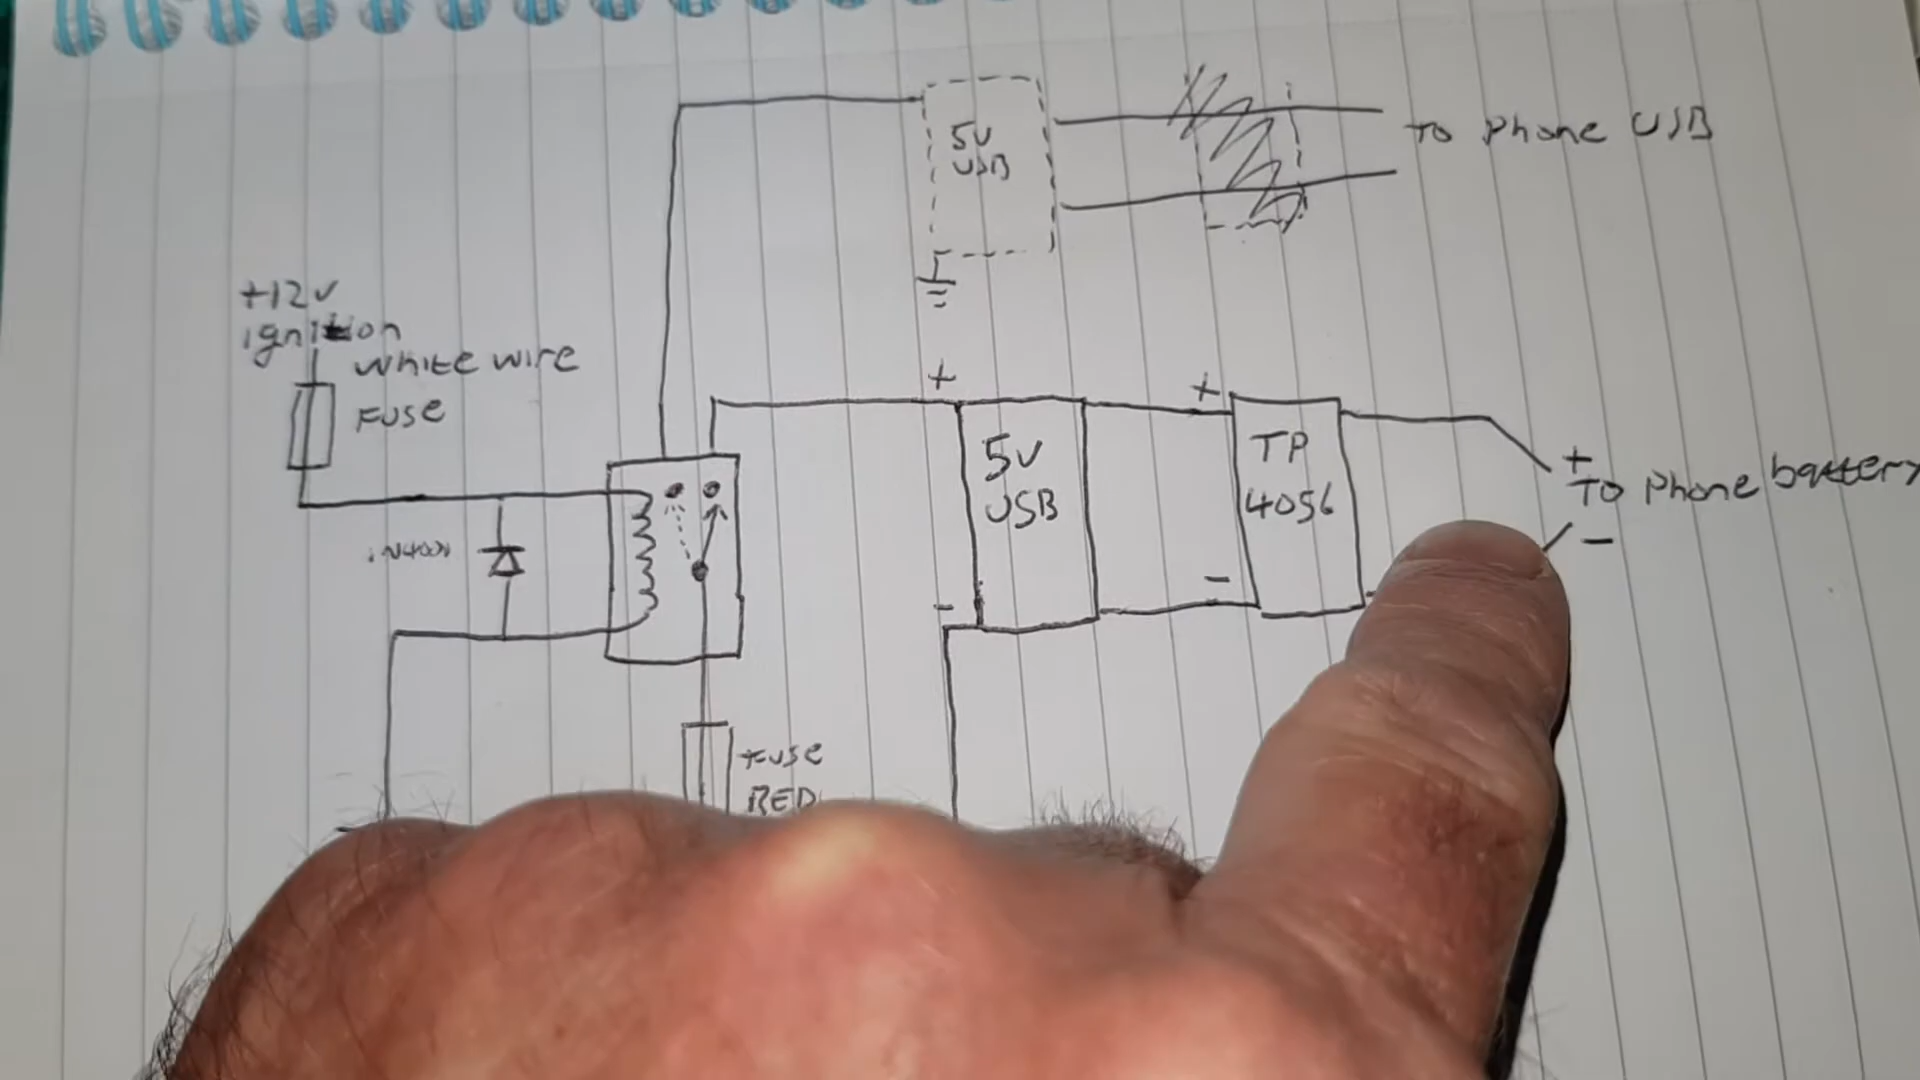 5V
USB
To Phone USB
+12V
ignition
White wire
Fuse
+
+
5V
USB
TP
4056
+
To Phone battery
-
-
-
Fuse
RED